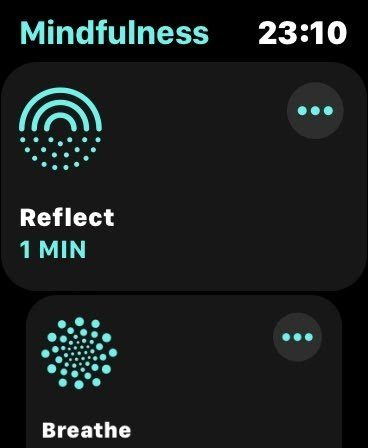 Mindfulness 23:10
Reflect
1 MIN
Breathe